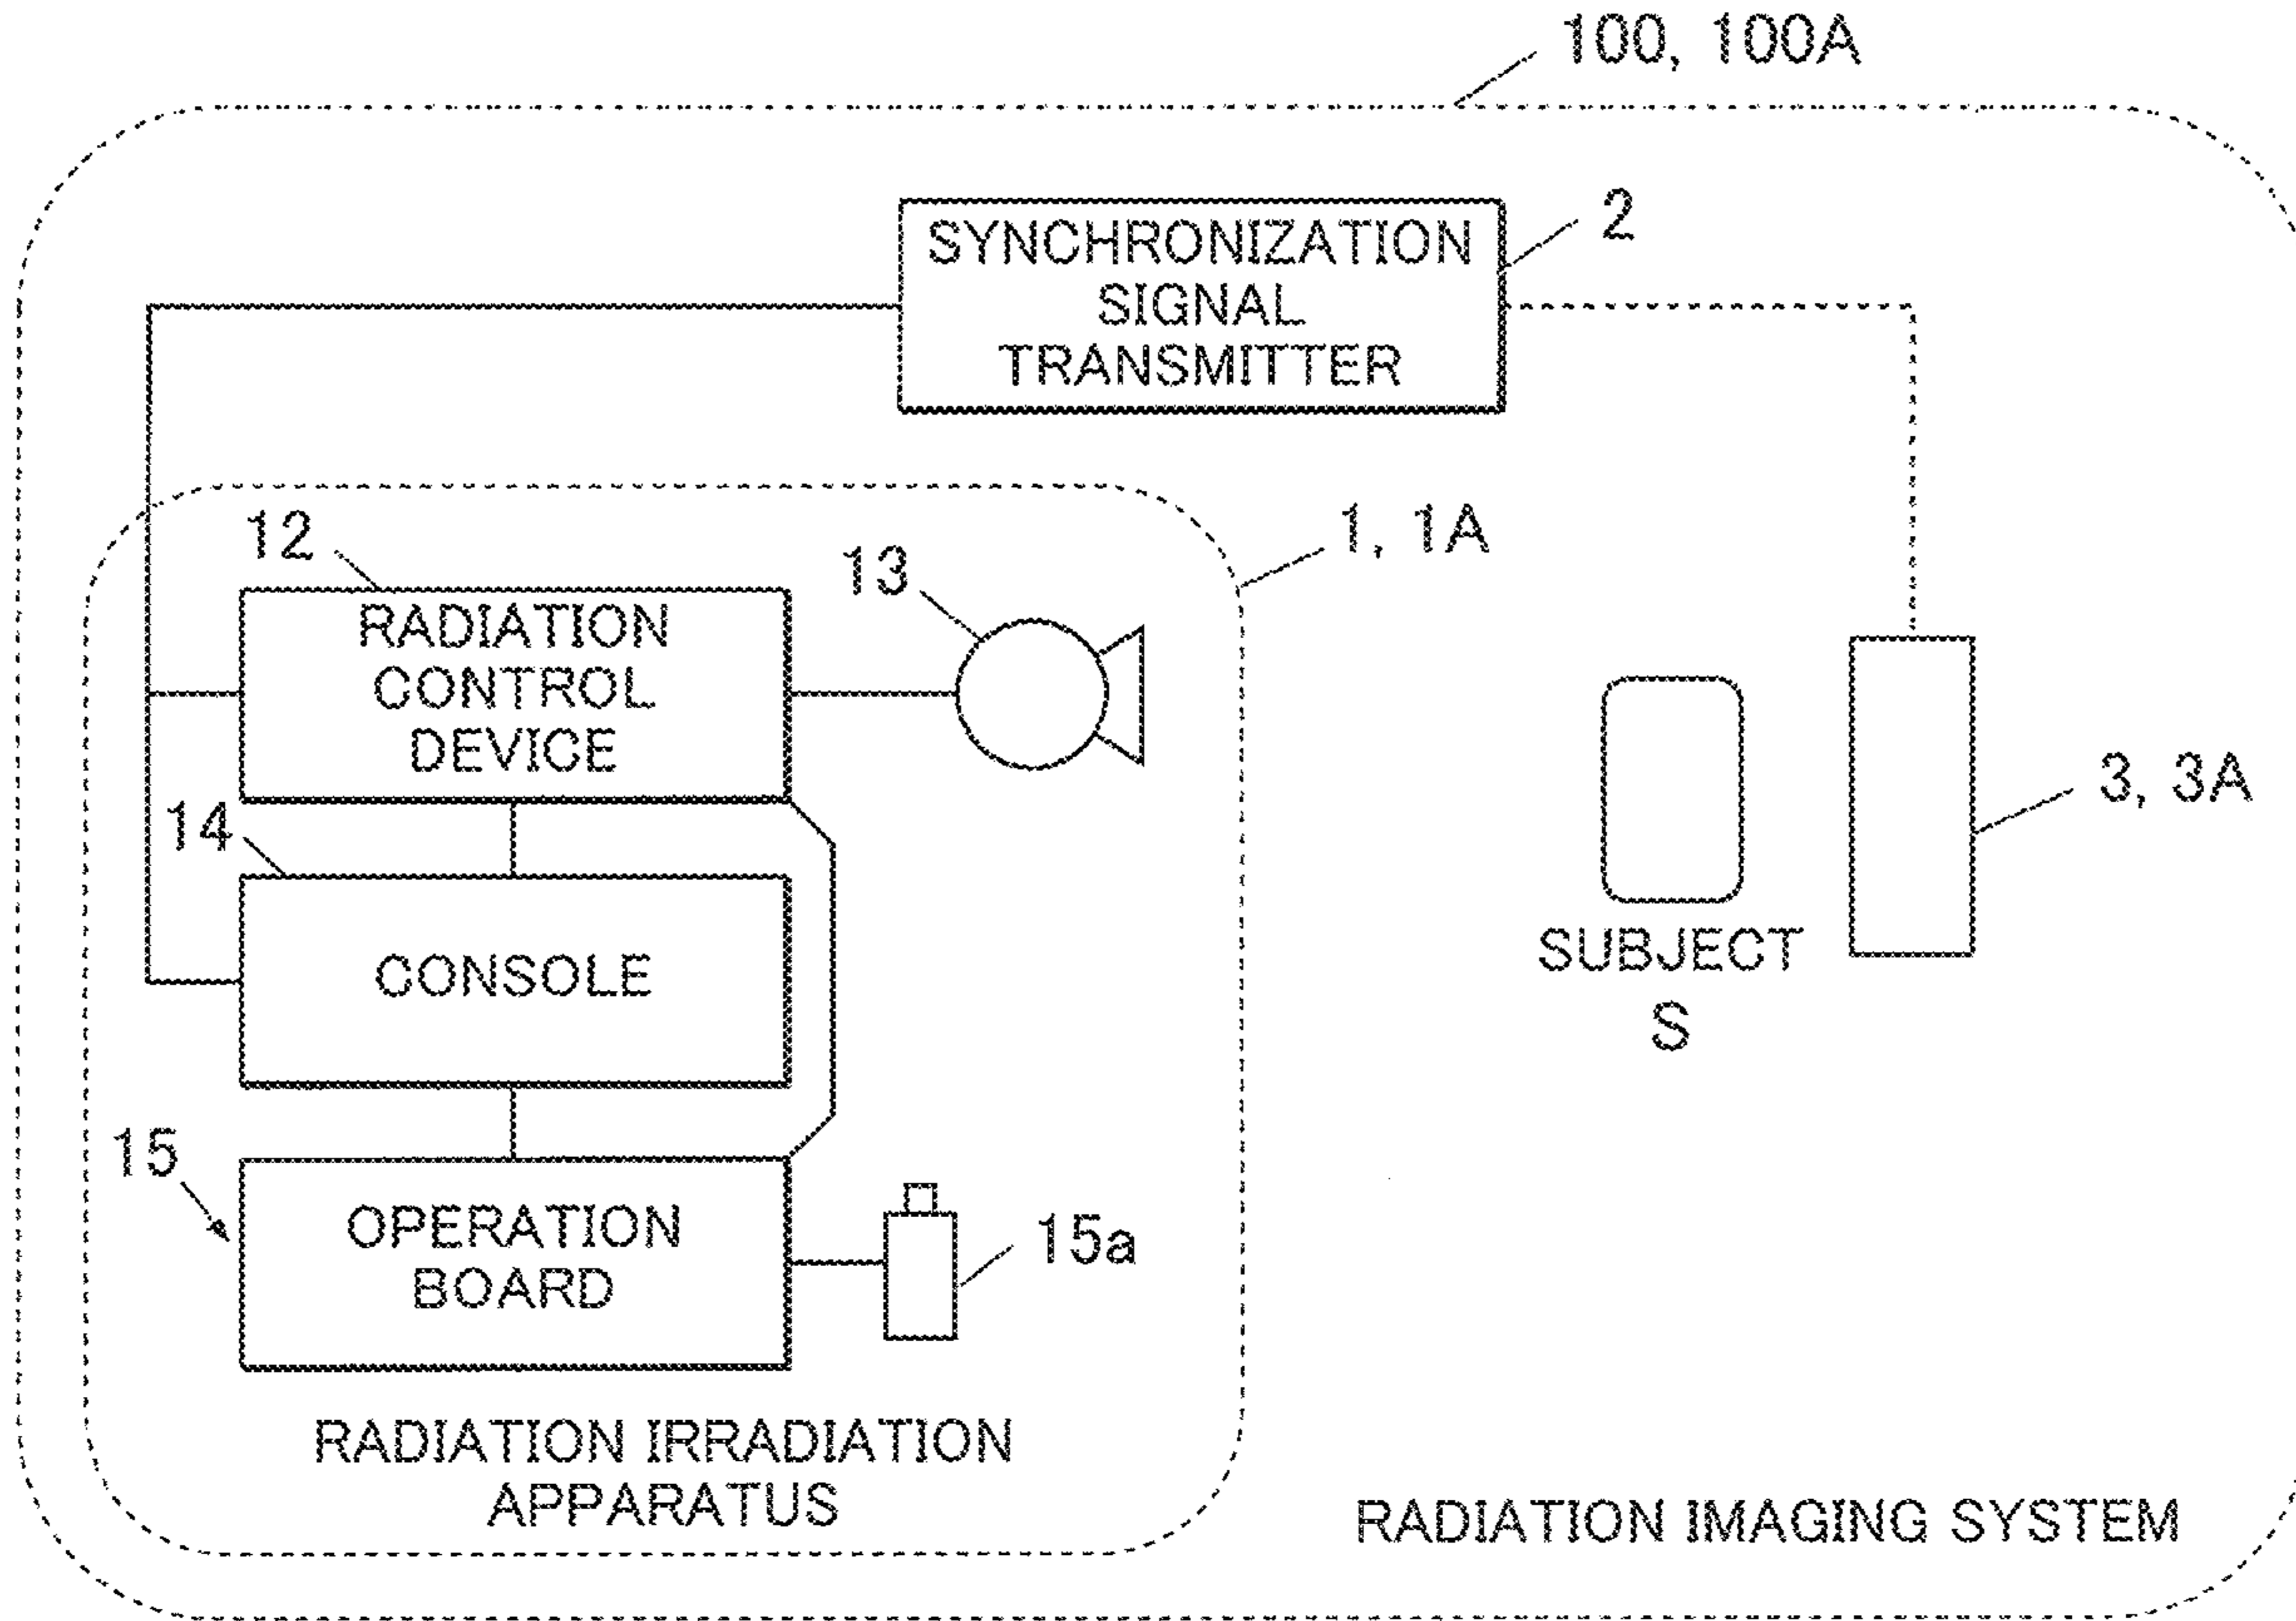 100, 100A
SYNCHRONIZATION
SIGNAL
TRANSMITTER
2
1, 1A
12
RADIATION
CONTROL
DEVICE
13
14
CONSOLE
15
OPERATION
BOARD
15a
RADIATION IRRADIATION
APPARATUS
SUBJECT
S
3, 3A
RADIATION IMAGING SYSTEM